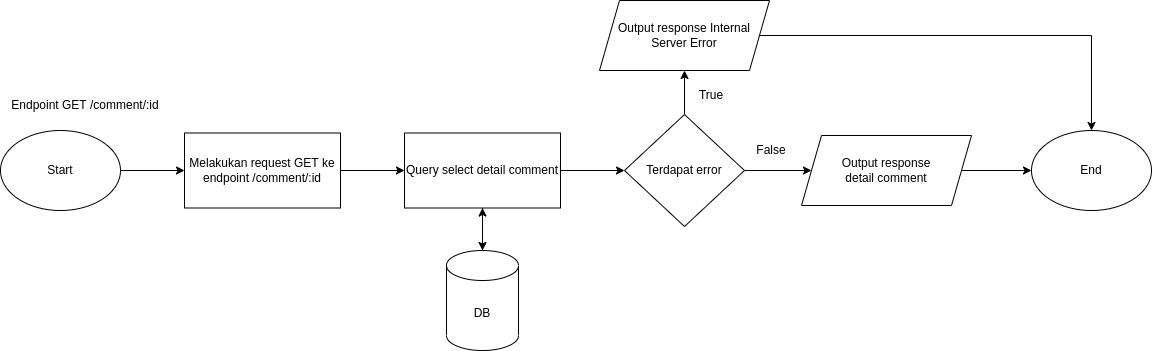 Output response Internal
Server Error
Endpoint GET /comment/:id
True
Start
Melakukan request GET ke
endpoint /comment/:id
Query select detail comment
Terdapat error
False
Output response
detail comment
End
DB